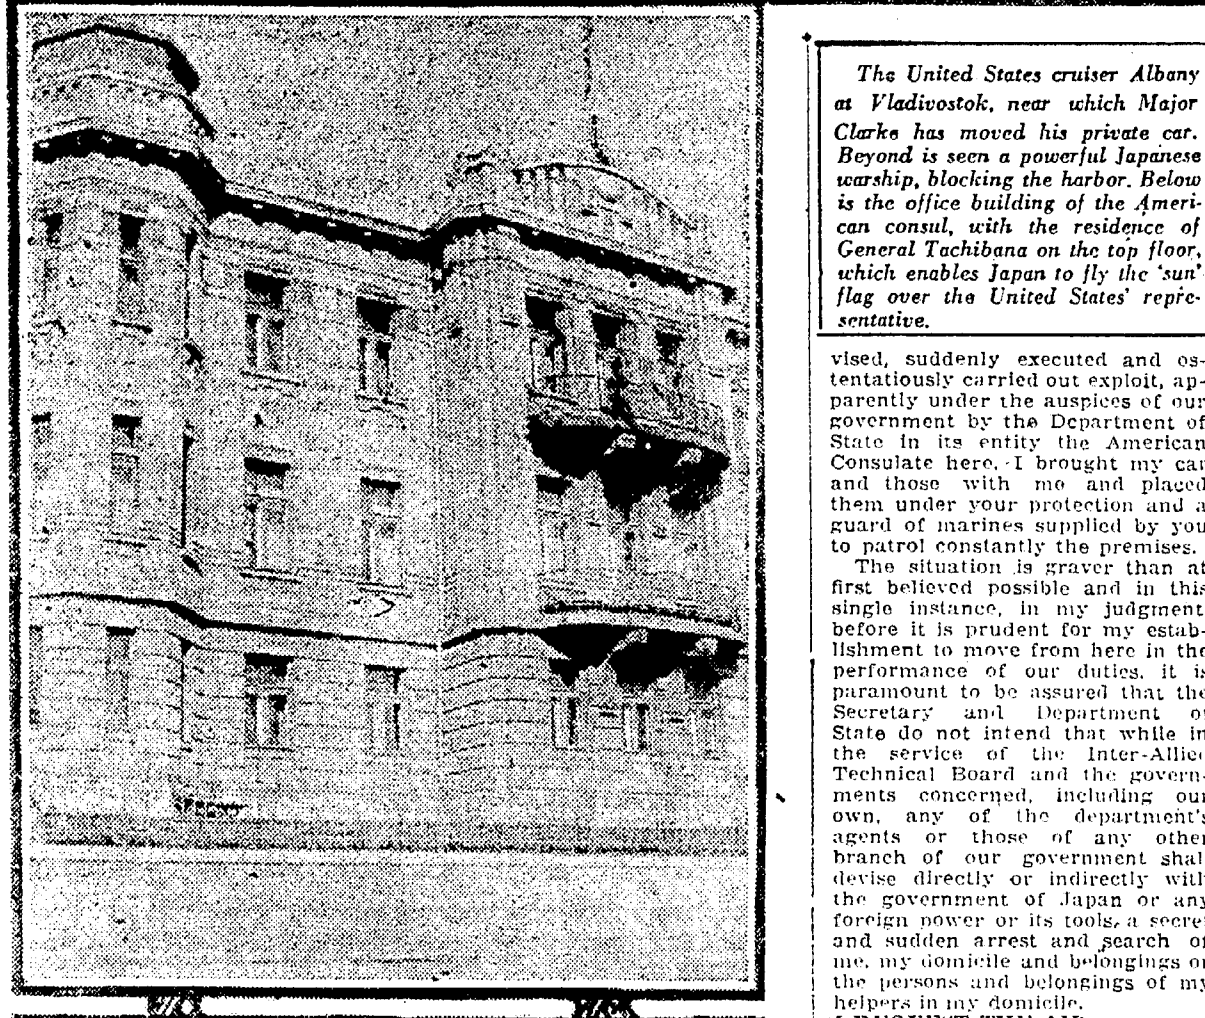 The United States cruiser Albany
at Vladivostok, near which Major
Clarke has moved his private car.
Beyond is seen a powerful Japanese
warship, blocking the harbor. Below
is the office building of the Ameri-
can consul, with the residence of
General Tachibana on the top floor,
which enables Japan to fly the 'sun'
flag over the United States' repre-
sentative.
vised, suddenly executed and os-
tentatiously carried out exploit, ap-
parently under the auspices of our
government by the Department of
State in its entity the American
Consulate here. I brought my car
and those with me and placed
them under your protection and a
guard of marines supplied by you
to patrol constantly the premises.
The situation is graver than at
first believed possible and in this
single instance, in my judgment
before it is prudent for my estab-
lishment to move from here in the
performance of our duties, it is
paramount to be assured that the
Secretary and Department of
State do not intend that while in
the service of the Inter-Allied
Technical Board and the govern-
ments concerned, including our
own, any of the department's
agents or those of any other
branch of our government shal
devise directly or indirectly with
the government of Japan or any
foreign power or its tools, a secret
and sudden arrest and search of
me, my domicile and belongings or
the persons and belongings of my
helpers in my domicile.